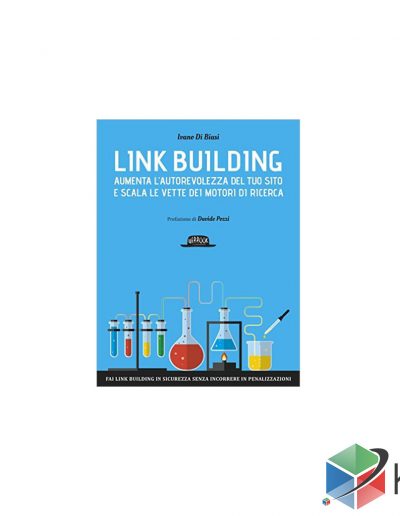 Ivano Di Biasi
LINK BUILDING
AUMENTA L'AUTOREVOLEZZA DEL TUO SITO
E SCALA LE VETTE DEI MOTORI DI RICERCA
Prefazione di Davide Pozzi
WEBBOOK
FAI LINK BUILDING IN SICUREZZA SENZA INCORRERE IN PENALIZZAZIONI